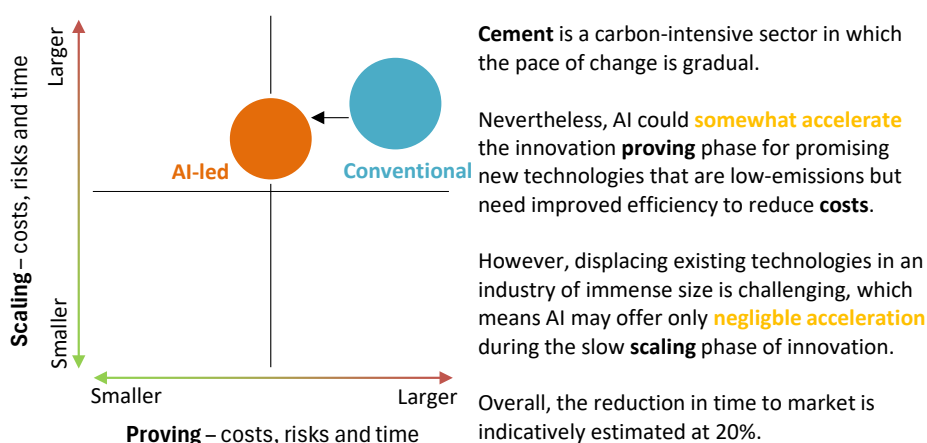 Scaling – costs, risks and time
Larger
Smaller
AI-led
Conventional
Smaller
Larger
Proving – costs, risks and time
Cement is a carbon-intensive sector in which
the pace of change is gradual.
Nevertheless, AI could somewhat accelerate
the innovation proving phase for promising
new technologies that are low-emissions but
need improved efficiency to reduce costs.
However, displacing existing technologies in an
industry of immense size is challenging, which
means AI may offer only negligble acceleration
during the slow scaling phase of innovation.
Overall, the reduction in time to market is
indicatively estimated at 20%.